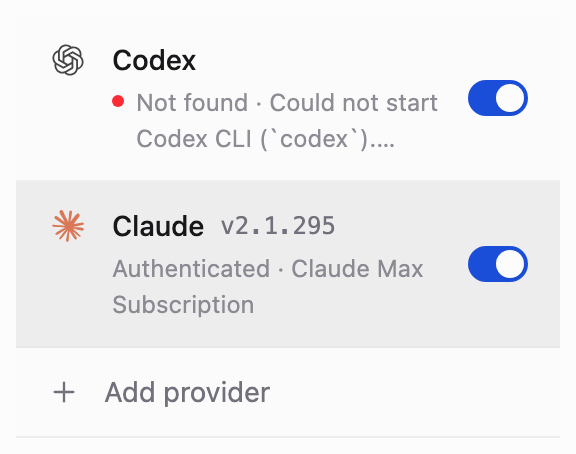 Codex
Not found · Could not start
Codex CLI (`codex`)....
Claude v2.1.295
Authenticated · Claude Max
Subscription
+ Add provider